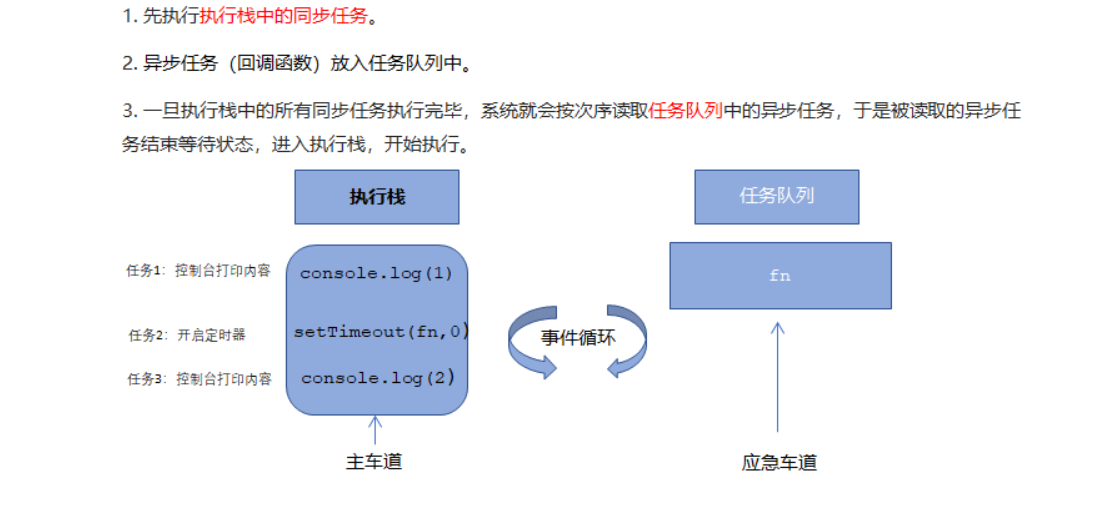 1. 先执行执行栈中的同步任务。
2. 异步任务（回调函数）放入任务队列中。
3. 一旦执行栈中的所有同步任务执行完毕，系统就会按次序读取任务队列中的异步任务，于是被读取的异步任
务结束等待状态，进入执行栈，开始执行。
执行栈
任务队列
任务1：控制台打印内容
console.log(1)
fn
任务2：开启定时器
setTimeout(fn,0)
事件循环
任务3：控制台打印内容
console.log(2)
主车道
应急车道